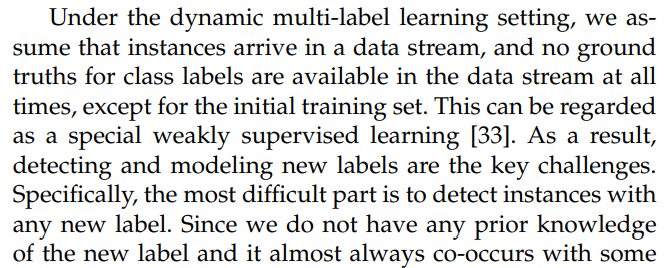 Under the dynamic multi-label learning setting, we as-
sume that instances arrive in a data stream, and no ground
truths for class labels are available in the data stream at all
times, except for the initial training set. This can be regarded
as a special weakly supervised learning [33]. As a result,
detecting and modeling new labels are the key challenges.
Specifically, the most difficult part is to detect instances with
any new label. Since we do not have any prior knowledge
of the new label and it almost always co-occurs with some